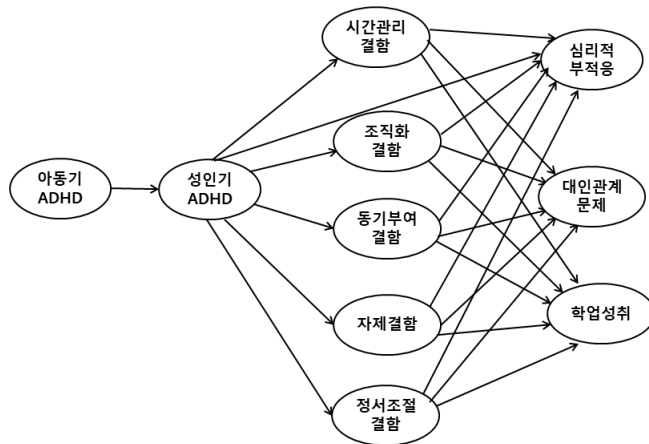 시간관리
결함
심리적
부적응
조직화
결함
아동기
ADHD
성인기
ADHD
대인관계
문제
동기부여
결함
학업성취
자제결함
정서조절
결함